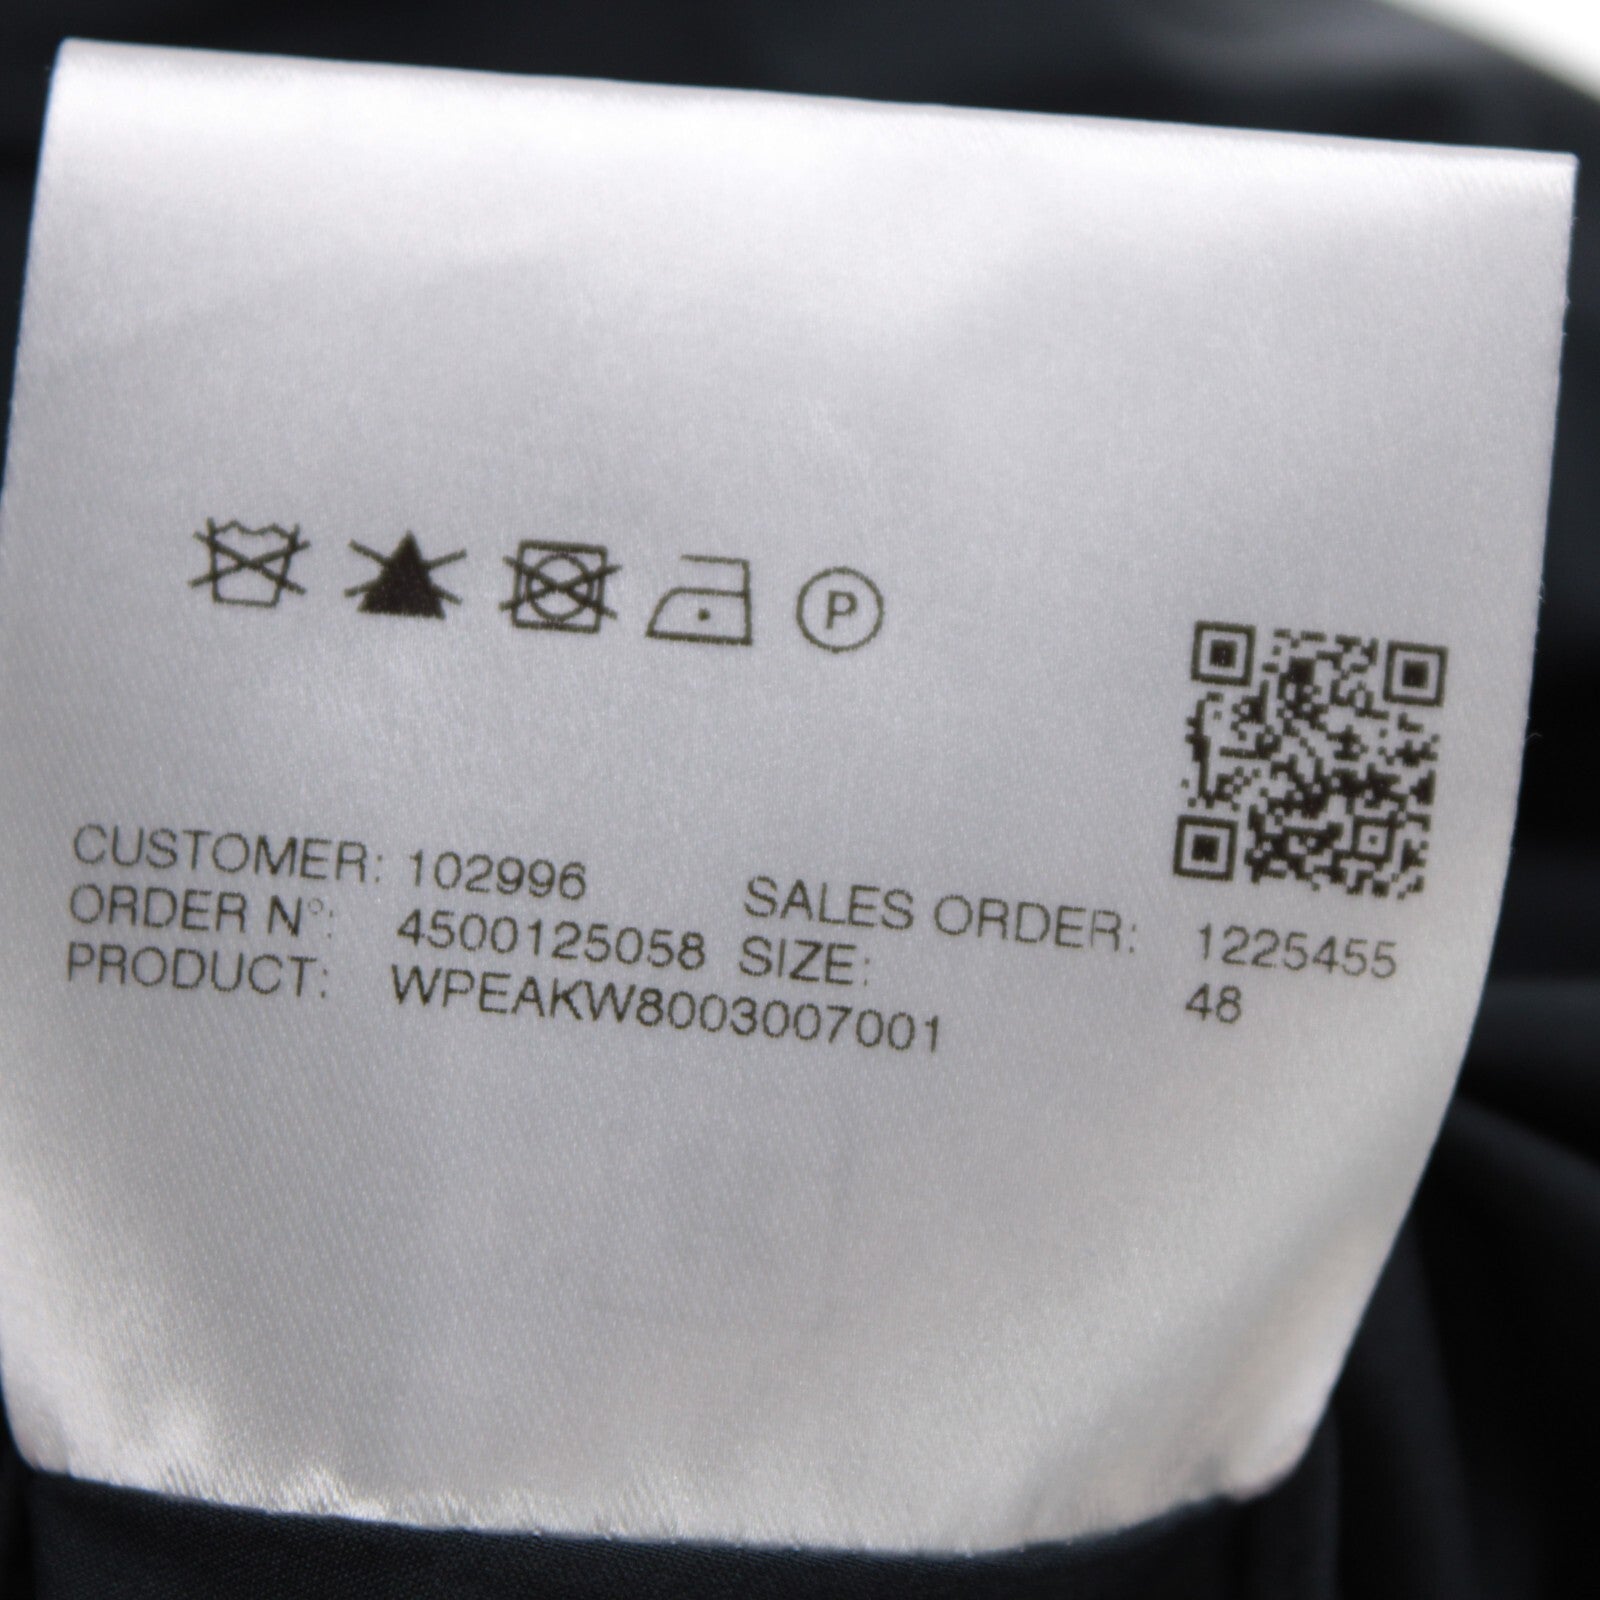 P
CUSTOMER: 102996
ORDER N°: 4500125058
PRODUCT: WPEAKW8003007001
SALES ORDER: 1225455
SIZE: 48